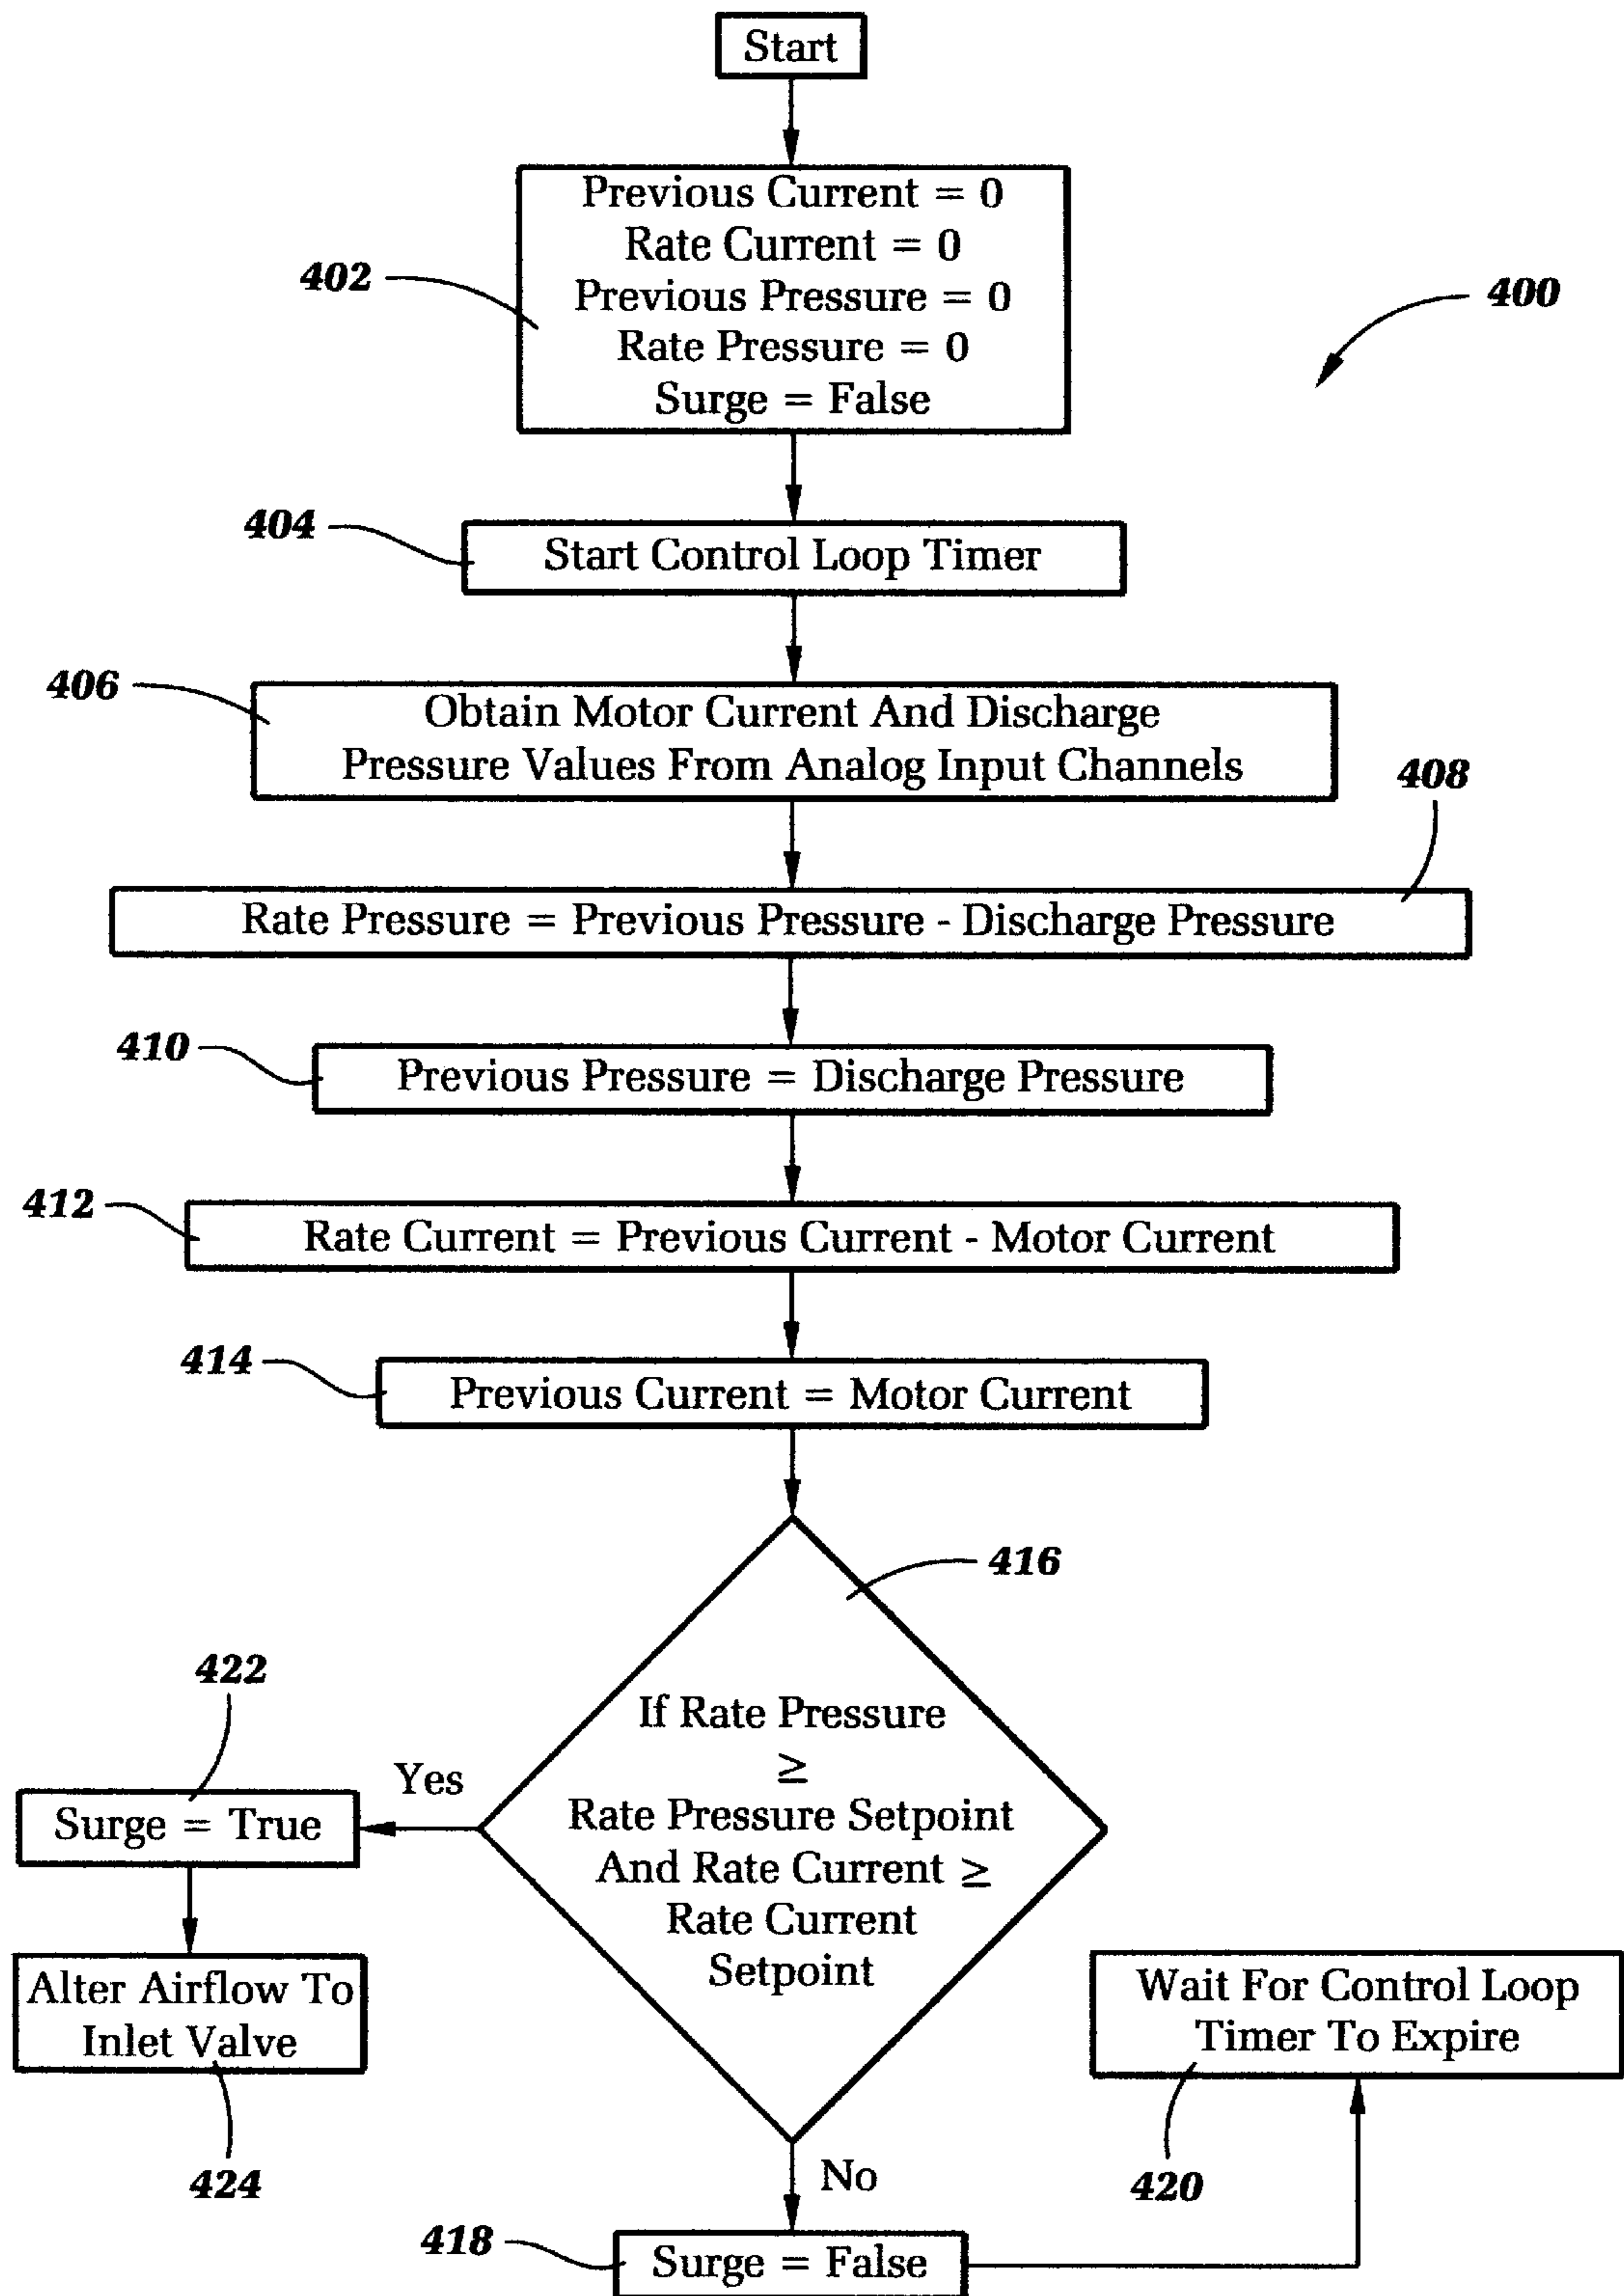 Start
Previous Current = 0
Rate Current = 0
Previous Pressure = 0
Rate Pressure = 0
Surge = False
402
400
404
Start Control Loop Timer
406
Obtain Motor Current And Discharge
Pressure Values From Analog Input Channels
408
Rate Pressure = Previous Pressure - Discharge Pressure
410
Previous Pressure = Discharge Pressure
412
Rate Current = Previous Current - Motor Current
414
Previous Current = Motor Current
416
If Rate Pressure
≥
Rate Pressure Setpoint
And Rate Current ≥
Rate Current
Setpoint
422
Yes
Surge = True
Alter Airflow To
Inlet Valve
424
Wait For Control Loop
Timer To Expire
420
No
418
Surge = False